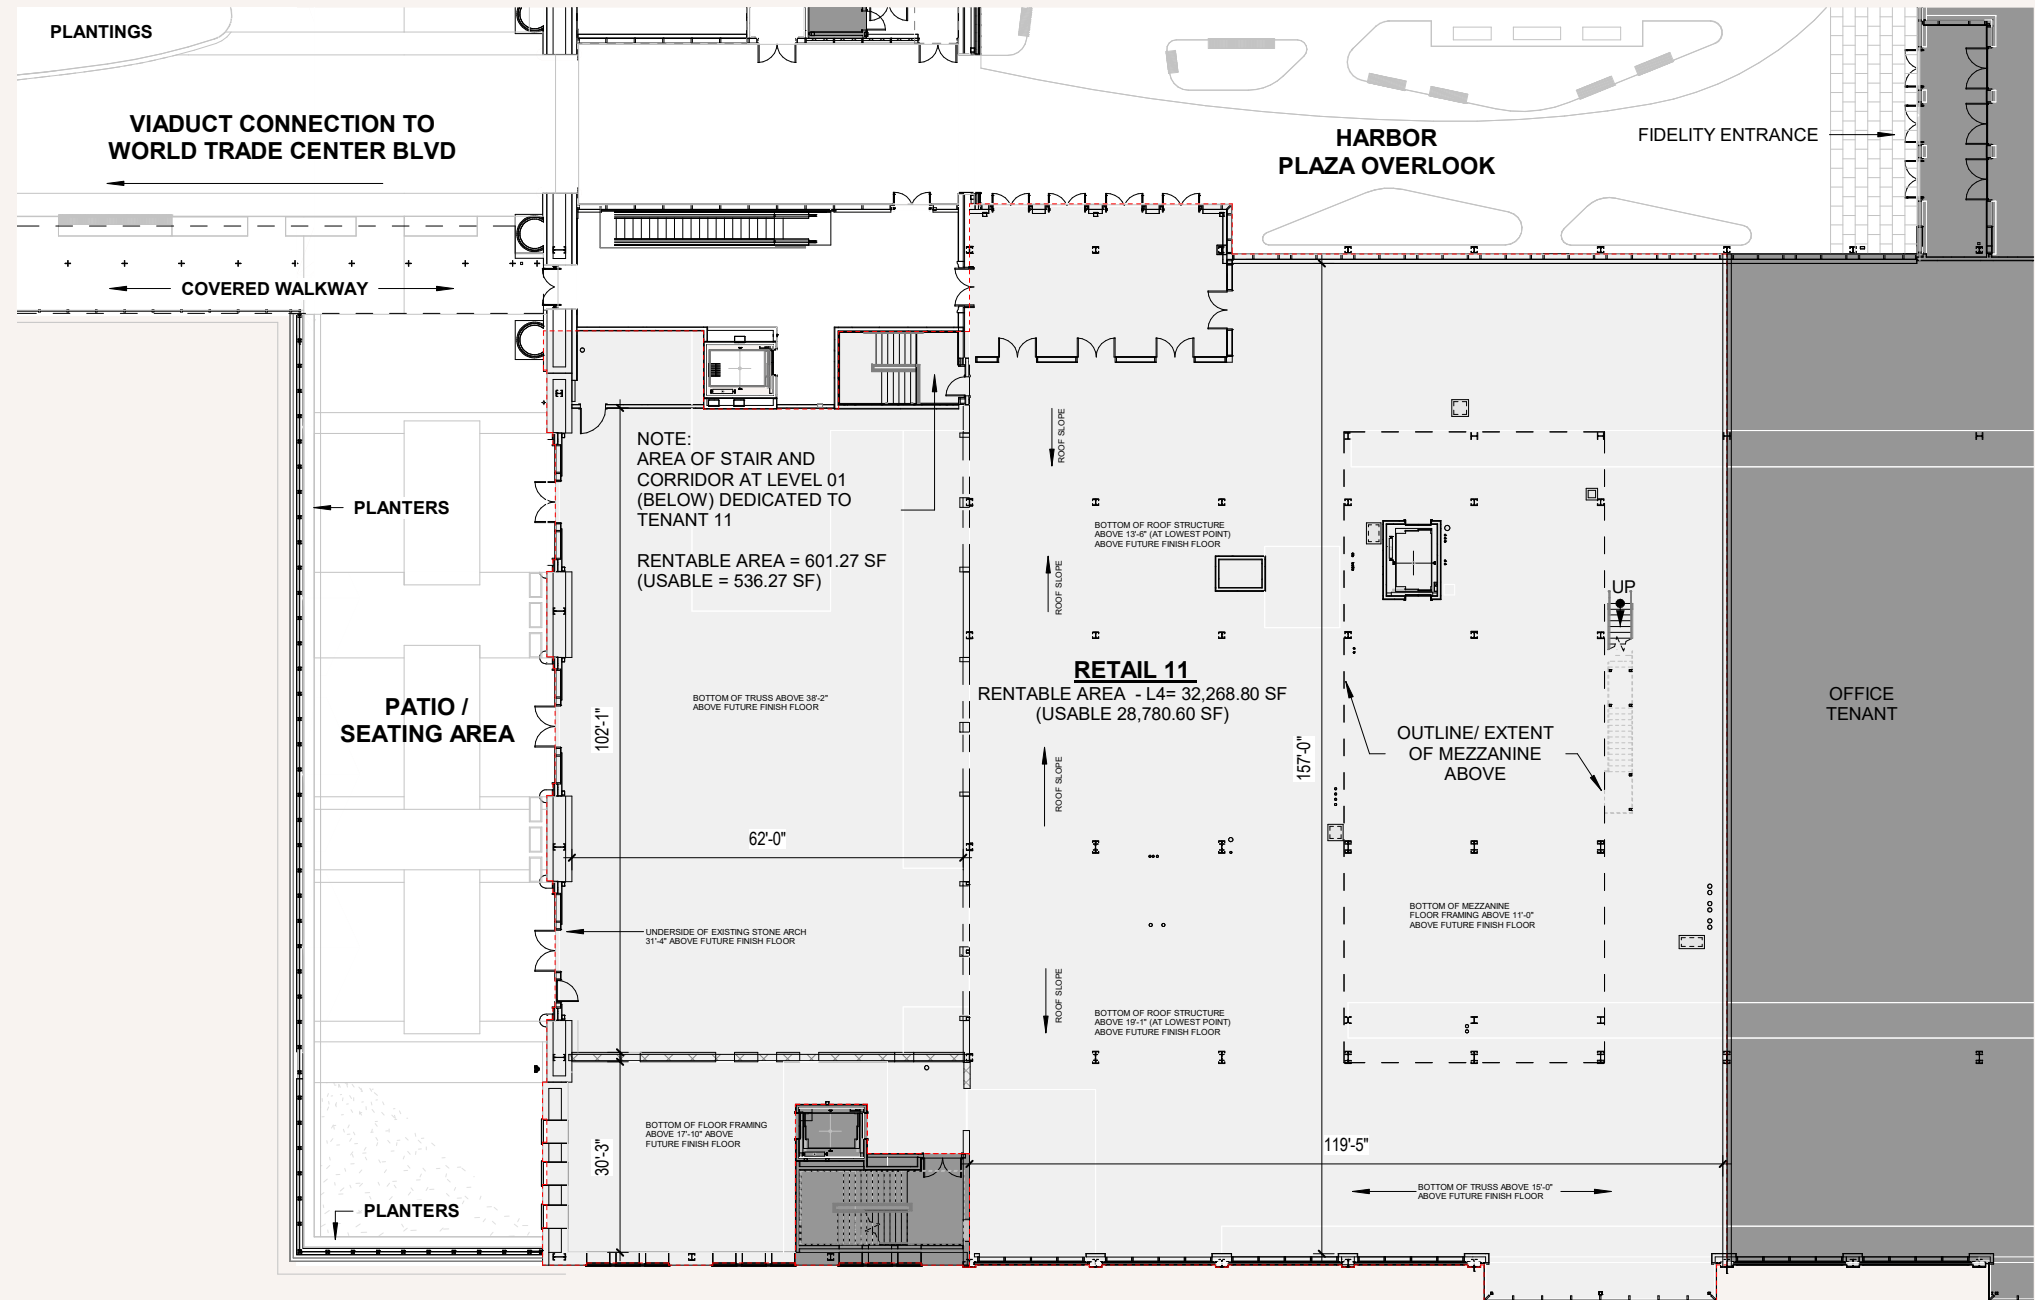 PLANTINGS
VIADUCT CONNECTION TO
WORLD TRADE CENTER BLVD
HARBOR
PLAZA OVERLOOK
FIDELITY ENTRANCE
COVERED WALKWAY
NOTE:
AREA OF STAIR AND
CORRIDOR AT LEVEL 01
(BELOW) DEDICATED TO
TENANT 11
RENTABLE AREA = 601.27 SF
(USABLE = 536.27 SF)
ROOF SLOPE
PLANTERS
BOTTOM OF ROOF STRUCTURE
ABOVE 13'-6" (AT LOWEST POINT)
ABOVE FUTURE FINISH FLOOR
ROOF SLOPE
UP
RETAIL 11
RENTABLE AREA - L4= 32,268.80 SF
(USABLE 28,780.60 SF)
BOTTOM OF TRUSS ABOVE 38'-2"
ABOVE FUTURE FINISH FLOOR
PATIO /
SEATING AREA
102'-1"
157'-0"
OUTLINE/ EXTENT
OF MEZZANINE
ABOVE
OFFICE
TENANT
ROOF SLOPE
62'-0"
UNDERSIDE OF EXISTING STONE ARCH
31'-4" ABOVE FUTURE FINISH FLOOR
BOTTOM OF MEZZANINE
FLOOR FRAMING ABOVE 11'-0"
ABOVE FUTURE FINISH FLOOR
ROOF SLOPE
BOTTOM OF ROOF STRUCTURE
ABOVE 19'-1" (AT LOWEST POINT)
ABOVE FUTURE FINISH FLOOR
BOTTOM OF FLOOR FRAMING
ABOVE 17'-10" ABOVE
FUTURE FINISH FLOOR
30'-3"
119'-5"
BOTTOM OF TRUSS ABOVE 15'-0"
ABOVE FUTURE FINISH FLOOR
PLANTERS